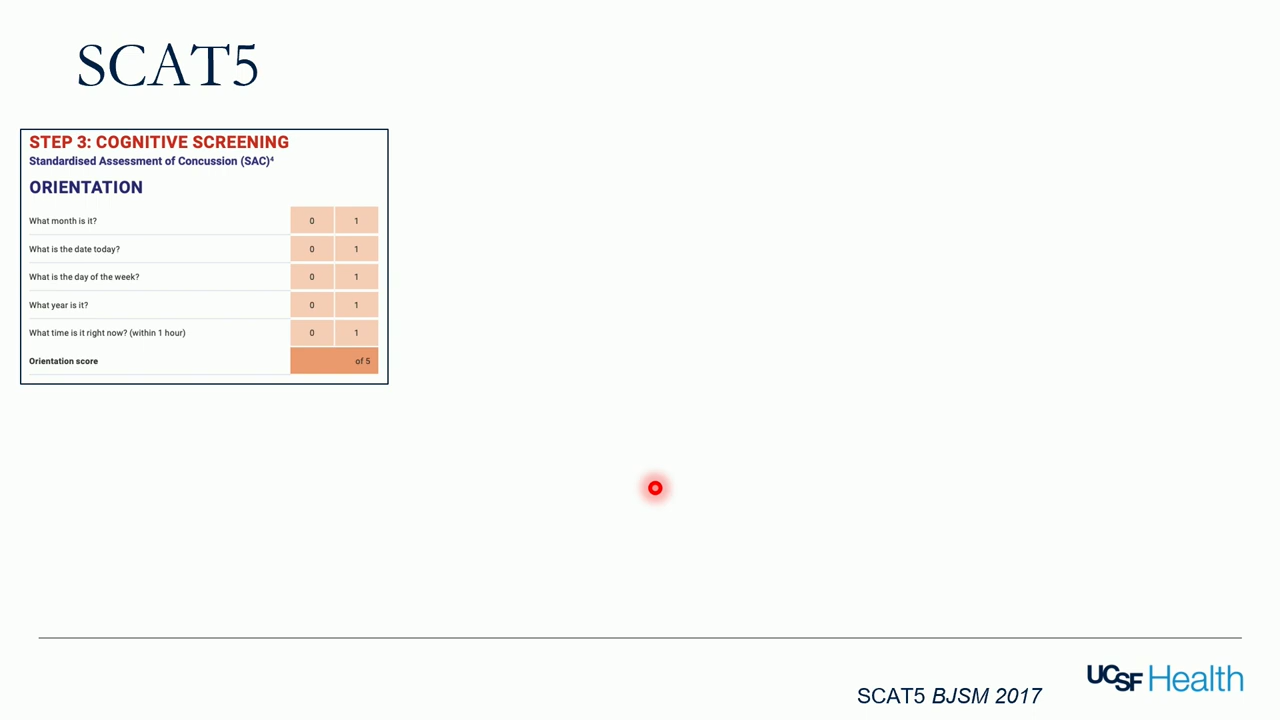 SCAT5
STEP 3: COGNITIVE SCREENING
Standardised Assessment of Concussion (SAC)⁴
ORIENTATION
What month is it? 0 1
What is the date today? 0 1
What is the day of the week? 0 1
What year is it? 0 1
What time is it right now? (within 1 hour) 0 1
Orientation score of 5
SCAT5 BJSM 2017
UCSF Health